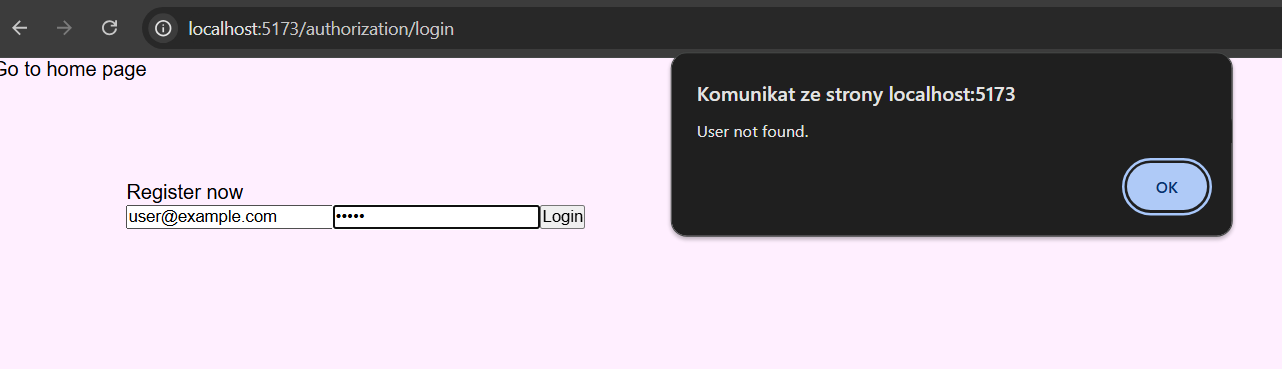 localhost:5173/authorization/login
Go to home page
Komunikat ze strony localhost:5173
User not found.
OK
Register now
user@example.com ••••• Login